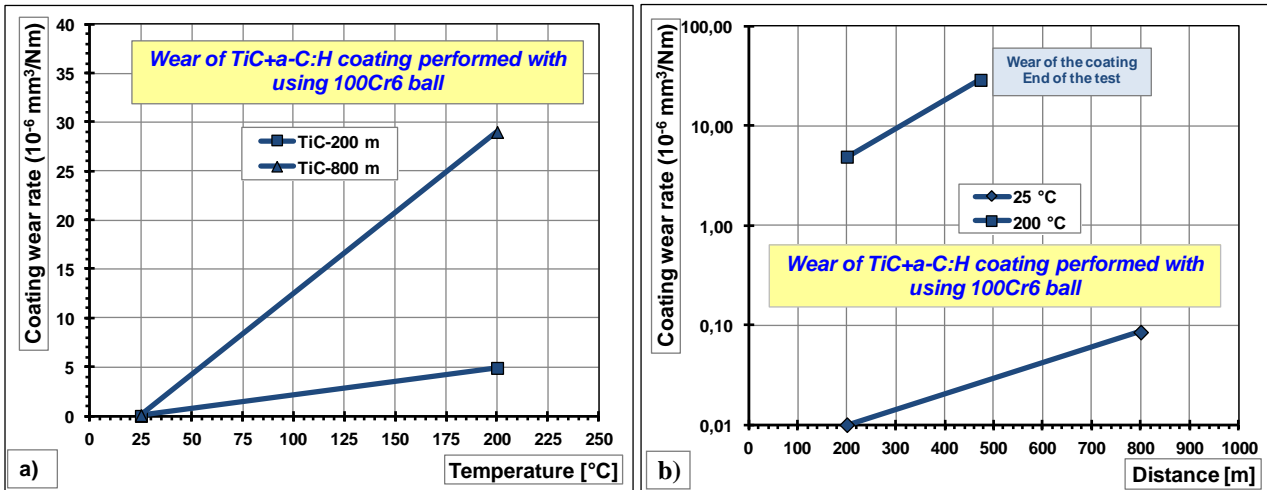 Coating wear rate (10⁻⁶ mm³/Nm)
40
35
30
25
20
15
10
5
0
Wear of TiC+a-C:H coating performed with
using 100Cr6 ball
TiC-200 m
TiC-800 m
0 25 50 75 100 125 150 175 200 225 250
Temperature [°C]
a)
Coating wear rate (10⁻⁶ mm³/Nm)
100,00
10,00
1,00
0,10
0,01
Wear of the coating
End of the test
25 °C
200 °C
Wear of TiC+a-C:H coating performed with
using 100Cr6 ball
0 100 200 300 400 500 600 700 800 900 1000
Distance [m]
b)